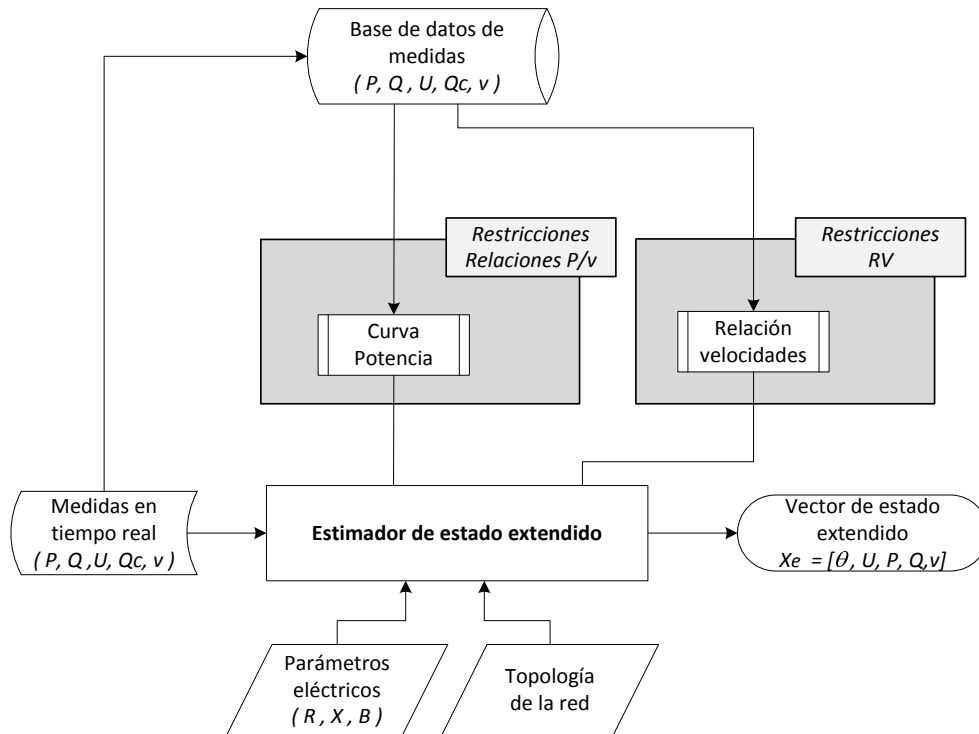 Base de datos de
medidas
( P, Q , U, Qc, v )
Restricciones
Relaciones P/v
Restricciones
RV
Curva
Potencia
Relación
velocidades
Medidas en
tiempo real
( P, Q ,U, Qc, v )
Estimador de estado extendido
Vector de estado
extendido
Xe = [θ, U, P, Q,v]
Parámetros
eléctricos
( R , X , B )
Topología
de la red